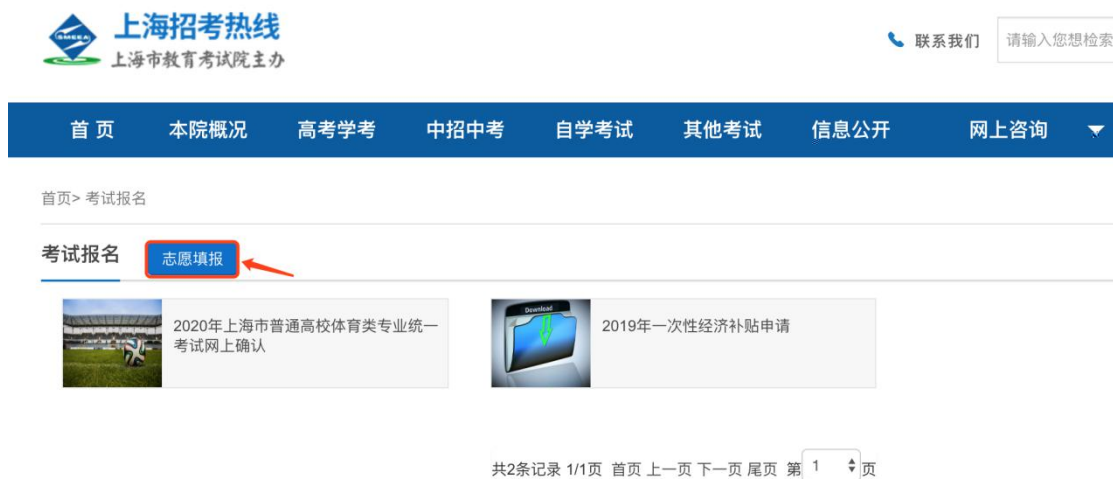 SMEEA
上海招考热线
上海市教育考试院主办
联系我们
请输入您想检索
首 页 本院概况 高考学考 中招中考 自学考试 其他考试 信息公开 网上咨询
首页> 考试报名
考试报名 志愿填报
2020年上海市普通高校体育类专业统一
考试网上确认
Download
2019年一次性经济补贴申请
共2条记录 1/1页 首页 上一页 下一页 尾页 第 1 页